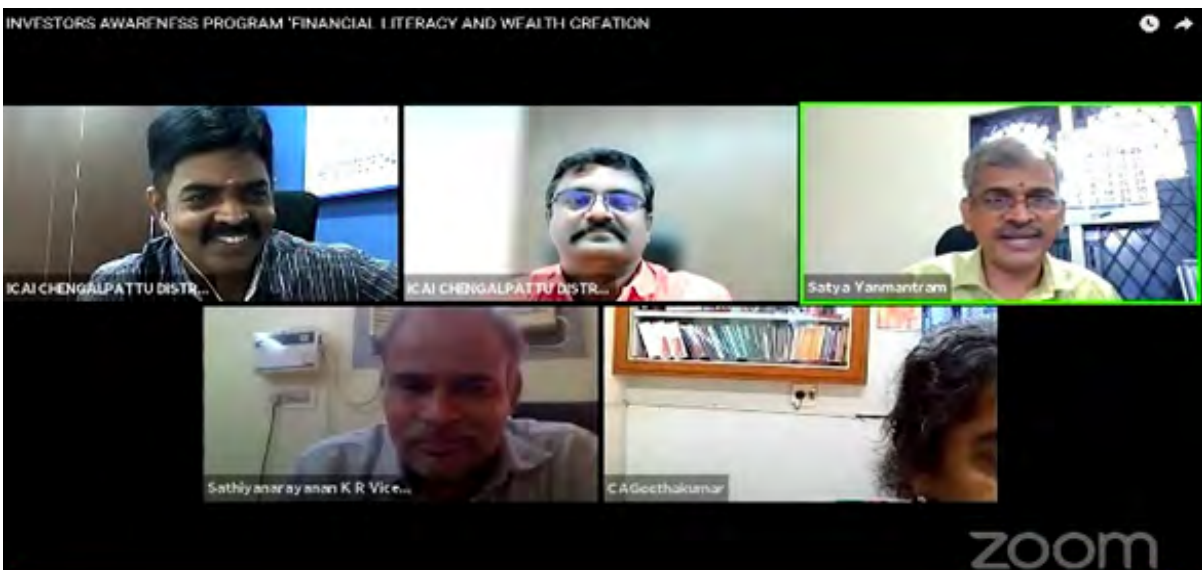 INVESTORS AWARENESS PROGRAM 'FINANCIAL LITERACY AND WEALTH CREATION
ICAI CHENGALPATTU DISTR...
ICAI CHENGALPATTU DISTR...
Satya Yanmantram
Sathiyanarayanan K R Vice...
CAGeethakumar
zoom